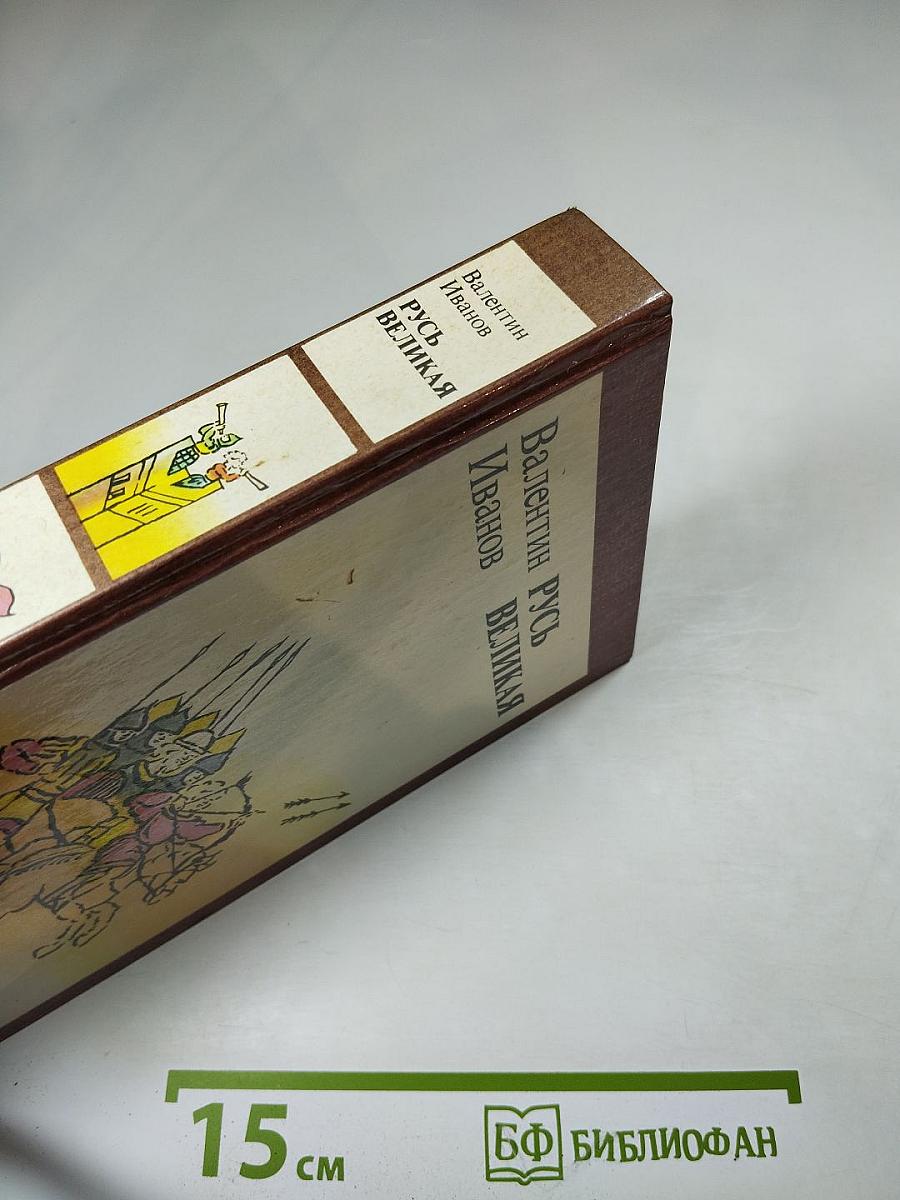 Валентин
Иванов
РУСЬ
ВЕЛИКАЯ
Валентин РУСЬ
Иванов ВЕЛИКАЯ
15 см
БФ БИБЛИОФАН